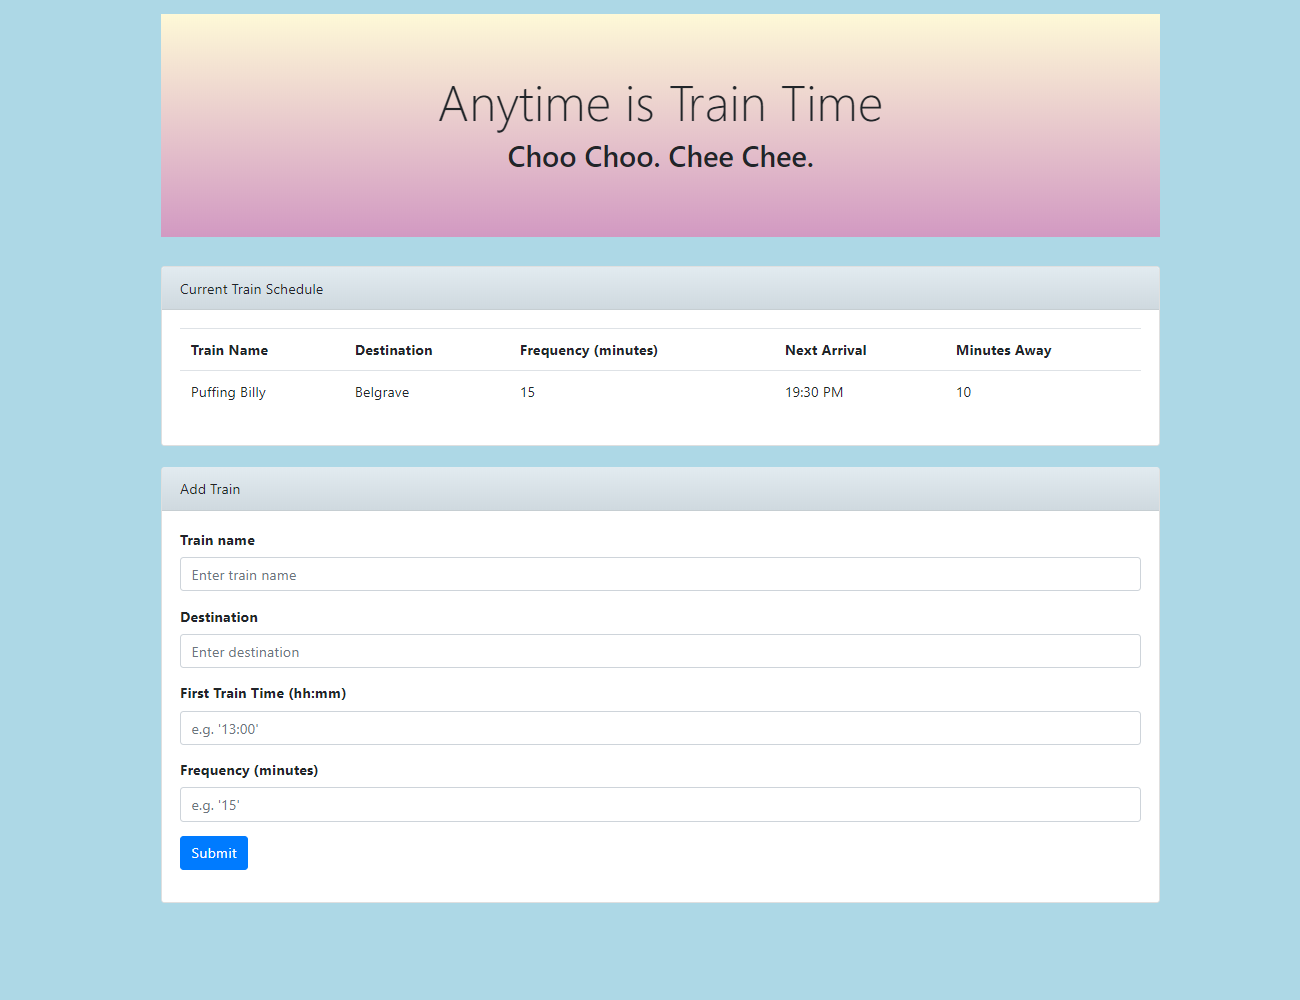 Anytime is Train Time
Choo Choo. Chee Chee.
Current Train Schedule
Train Name Destination Frequency (minutes) Next Arrival Minutes Away
Puffing Billy Belgrave 15 19:30 PM 10
Add Train
Train name
Enter train name
Destination
Enter destination
First Train Time (hh:mm)
e.g. '13:00'
Frequency (minutes)
e.g. '15'
Submit